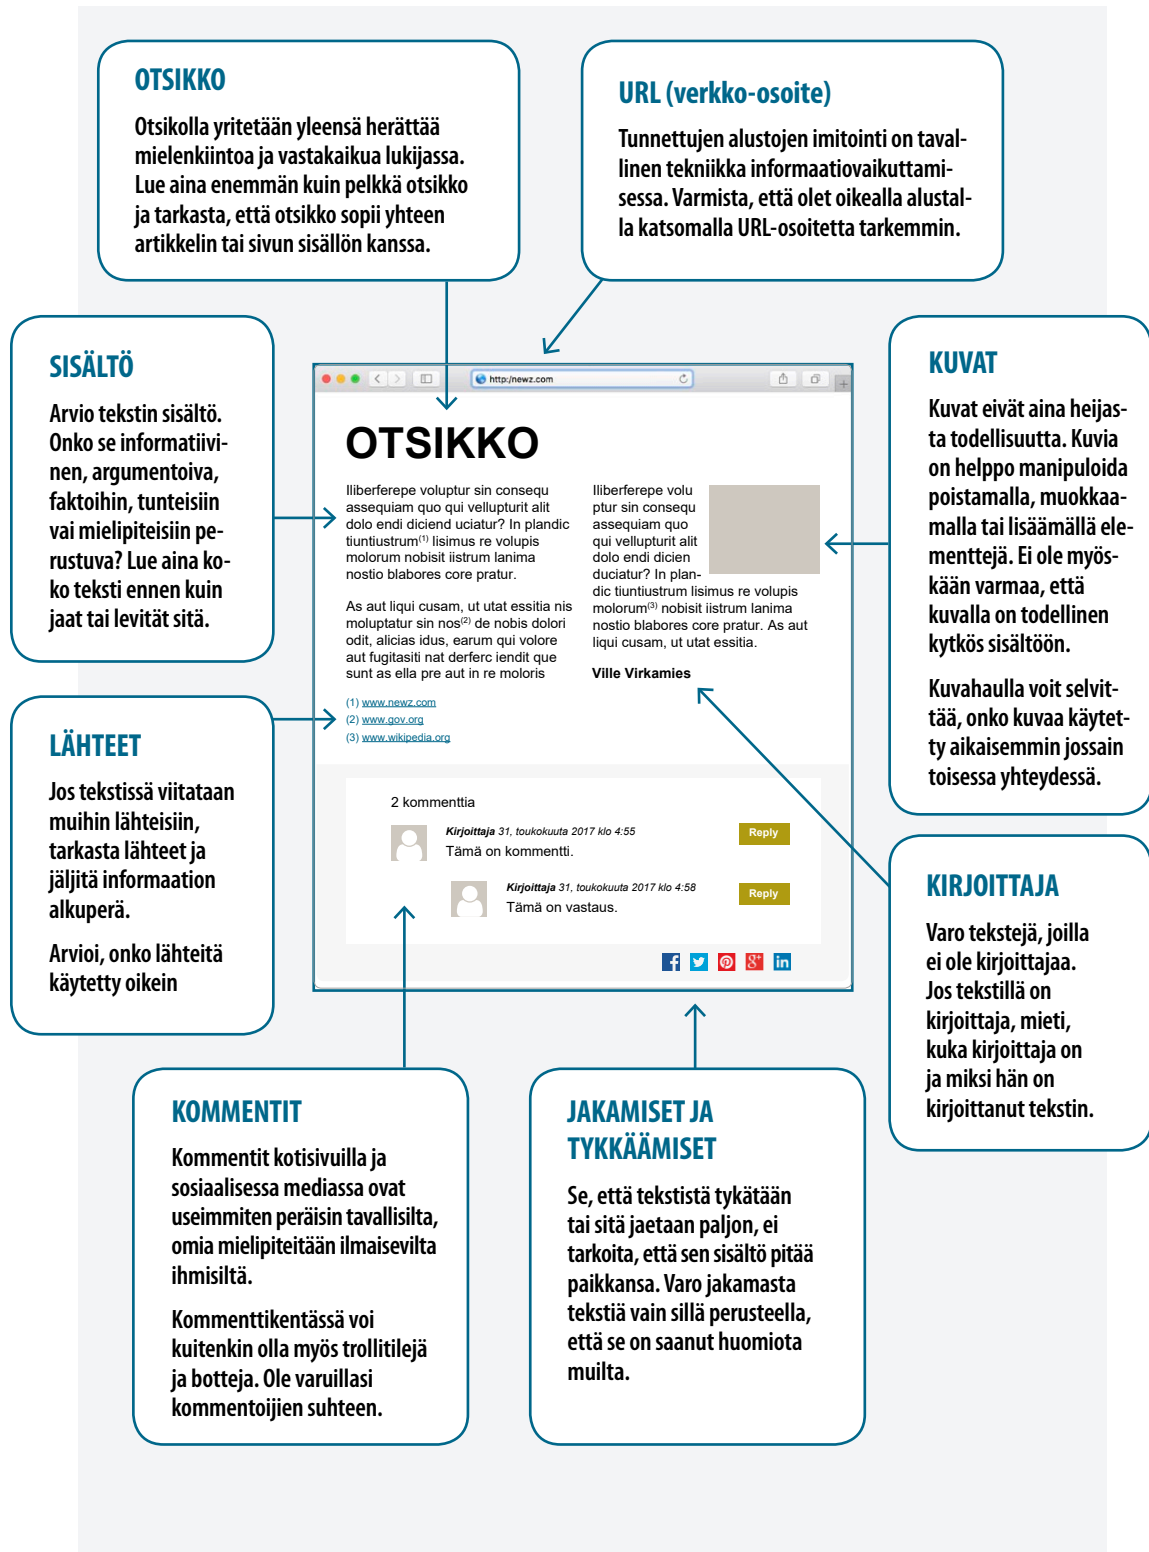 OTSIKKO
Otsikolla yritetään yleensä herättää
mielenkiintoa ja vastakaikua lukijassa.
Lue aina enemmän kuin pelkkä otsikko
ja tarkasta, että otsikko sopii yhteen
artikkelin tai sivun sisällön kanssa.
URL (verkko-osoite)
Tunnettujen alustojen imitointi on taval-
linen tekniikka informaatiovaikuttami-
sessa. Varmista, että olet oikealla alustal-
la katsomalla URL-osoitetta tarkemmin.
SISÄLTÖ
Arvio tekstin sisältö.
Onko se informatiivi-
nen, argumentoiva,
faktoihin, tunteisiin
vai mielipiteisiin pe-
rustuva? Lue aina ko-
ko teksti ennen kuin
jaat tai levität sitä.
LÄHTEET
Jos tekstissä viitataan
muihin lähteisiin,
tarkasta lähteet ja
jäljitä informaation
alkuperä.
Arvioi, onko lähteitä
käytetty oikein
http:/newz.com
OTSIKKO
Iliberferepe voluptur sin consequ
assequiam quo qui vellupturit alit
dolo endi diciend uciatur? In plandic
tiuntiustrum(1) lisimus re volupis
molorum nobisit iistrum lanima
nostio blabores core pratur.
As aut liqui cusam, ut utat essitia nis
moluptatur sin nos(2) de nobis dolori
odit, alicias idus, earum qui volore
aut fugitasiti nat derferc iendit que
sunt as ella pre aut in re moloris
(1) www.newz.com
(2) www.gov.org
(3) www.wikipedia.org
Iliberferepe volu
ptur sin consequ
assequiam quo
qui vellupturit alit
dolo endi dicien
duciatur? In plan-
dic tiuntiustrum lisimus re volupis
molorum(3) nobisit iistrum lanima
nostio blabores core pratur. As aut
liqui cusam, ut utat essitia.
Ville Virkamies
2 kommenttia
Kirjoittaja 31, toukokuuta 2017 klo 4:55
Tämä on kommentti.
Reply
Kirjoittaja 31, toukokuuta 2017 klo 4:58
Tämä on vastaus.
Reply
KUVAT
Kuvat eivät aina heijas-
ta todellisuutta. Kuvia
on helppo manipuloida
poistamalla, muokkaa-
malla tai lisäämällä ele-
menttejä. Ei ole myös-
kään varmaa, että
kuvalla on todellinen
kytkös sisältöön.
Kuvahaulla voit selvit-
tää, onko kuvaa käytet-
ty aikaisemmin jossain
toisessa yhteydessä.
KIRJOITTAJA
Varo tekstejä, joilla
ei ole kirjoittajaa.
Jos tekstillä on
kirjoittaja, mieti,
kuka kirjoittaja on
ja miksi hän on
kirjoittanut tekstin.
KOMMENTIT
Kommentit kotisivuilla ja
sosiaalisessa mediassa ovat
useimmiten peräisin tavallisilta,
omia mielipiteitään ilmaisevilta
ihmisiltä.
Kommenttikentässä voi
kuitenkin olla myös trollitilejä
ja botteja. Ole varuillasi
kommentoijien suhteen.
JAKAMISET JA
TYKKÄÄMISET
Se, että tekstistä tykätään
tai sitä jaetaan paljon, ei
tarkoita, että sen sisältö pitää
paikkansa. Varo jakamasta
tekstiä vain sillä perusteella,
että se on saanut huomiota
muilta.